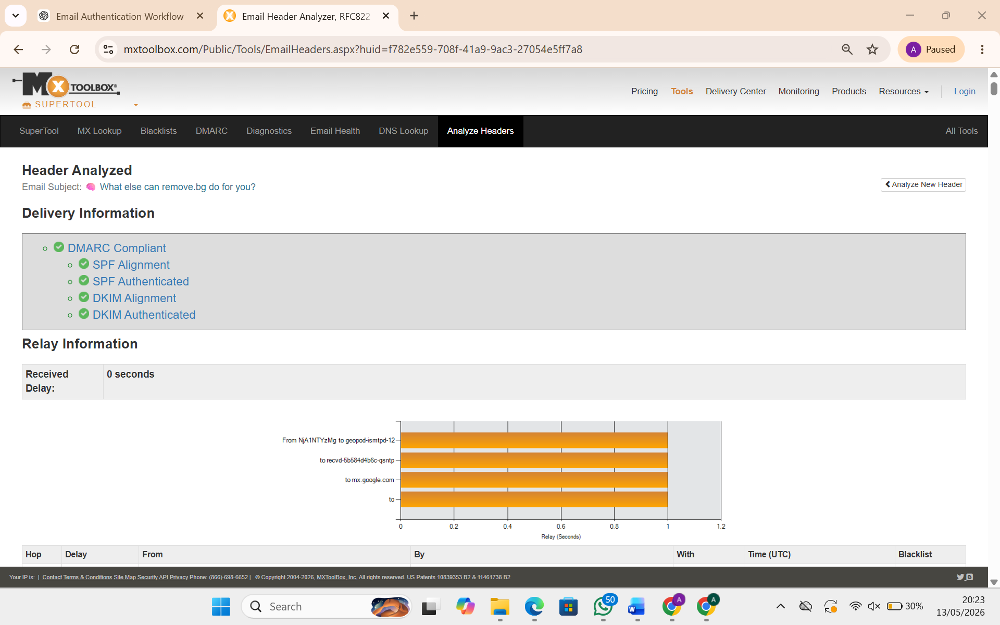 Email Authentication Workflow
Email Header Analyzer, RFC822
mxtoolbox.com/Public/Tools/EmailHeaders.aspx?huid=f782e559-708f-41a9-9ac3-27054e5ff7a8
A Paused
MX TOOLBOX®
SUPERTOOL
Pricing Tools Delivery Center Monitoring Products Resources Login
SuperTool MX Lookup Blacklists DMARC Diagnostics Email Health DNS Lookup Analyze Headers All Tools
Header Analyzed
Email Subject: 🧠 What else can remove.bg do for you?
Analyze New Header
Delivery Information
DMARC Compliant
SPF Alignment
SPF Authenticated
DKIM Alignment
DKIM Authenticated
Relay Information
Received Delay: 0 seconds
From NjA1NTYzMg to geopod-ismtpd-12
to recvd-5b584d4b6c-qsntp
to mx.google.com
to
0 0.2 0.4 0.6 0.8 1 1.2
Relay (Seconds)
Hop Delay From By With Time (UTC) Blacklist
Your IP is: | Contact Terms & Conditions Site Map Security API Privacy Phone: (866)-698-6652 | © Copyright 2004-2026, MXToolBox, Inc, All rights reserved. US Patents 10839353 B2 & 11461738 B2
Search
50
W
A
A
30%
20:23
13/05/2026